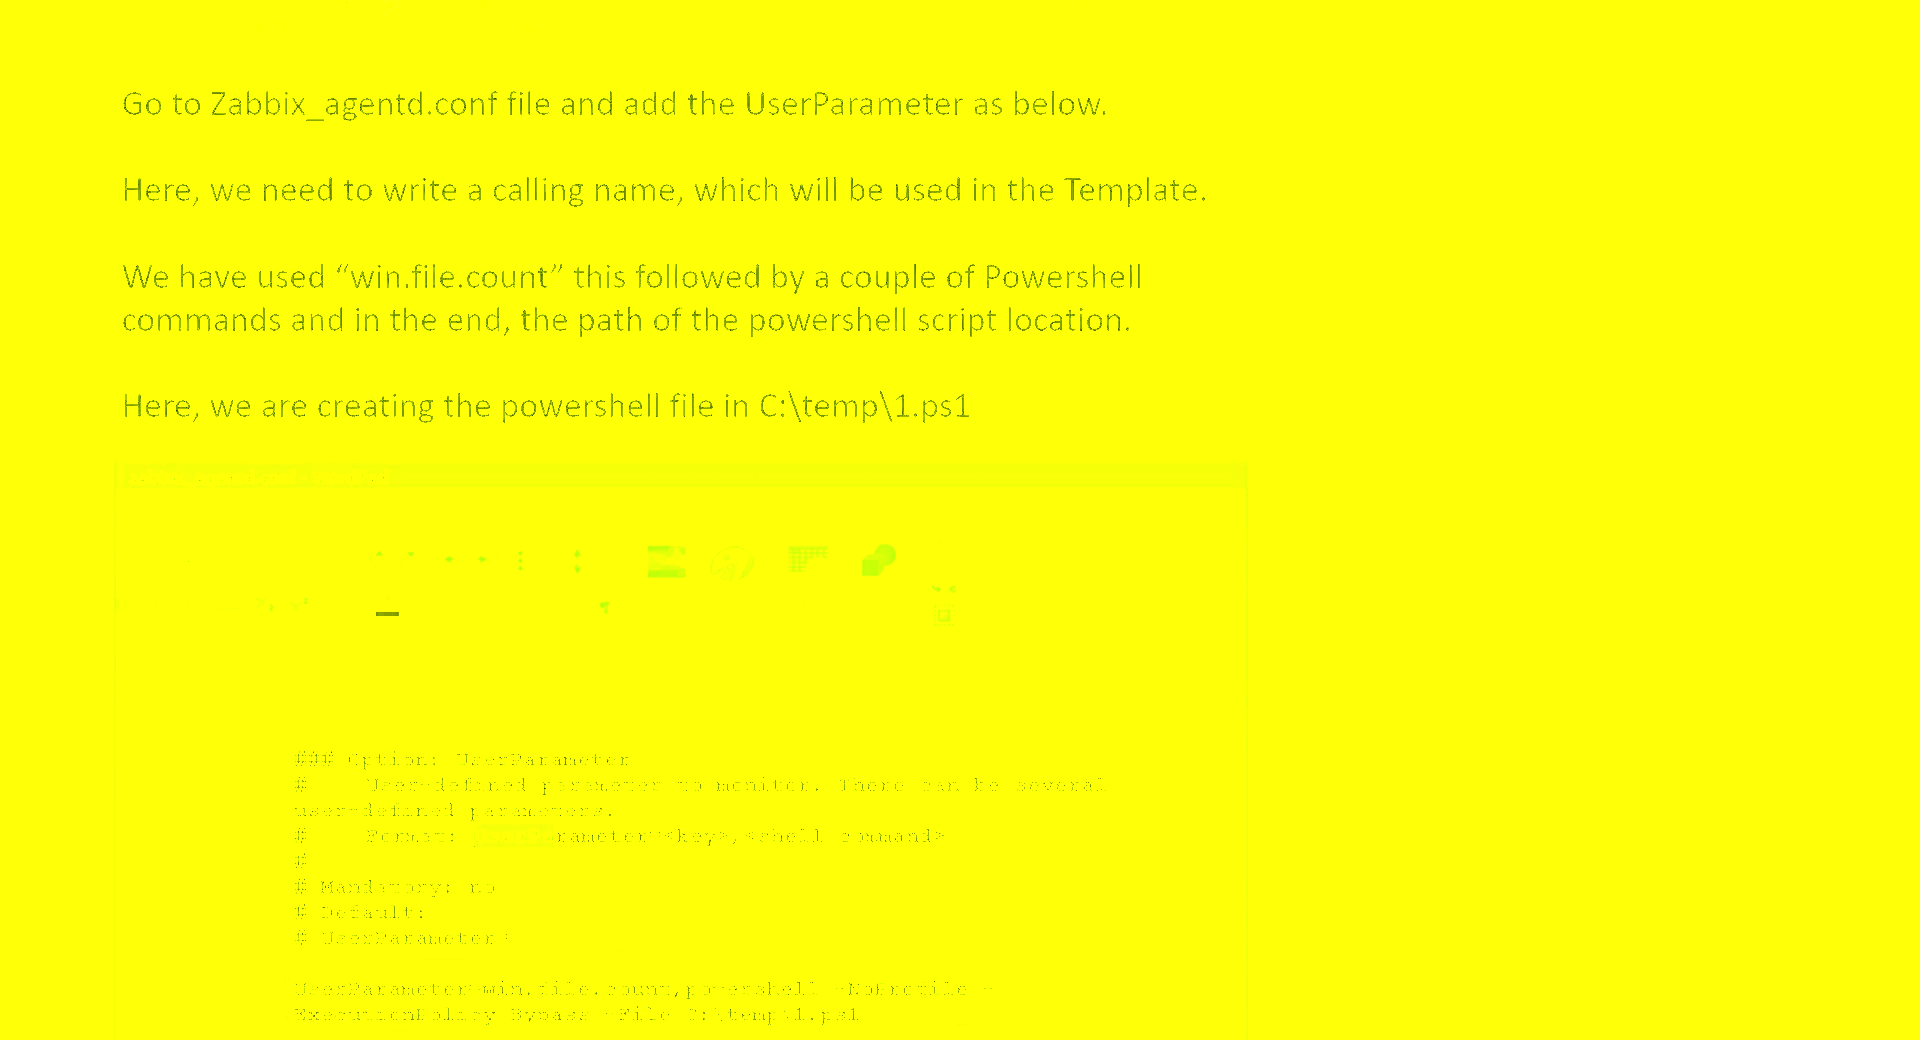 Go to Zabbix_agentd.conf file and add the UserParameter as below.
Here, we need to write a calling name, which will be used in the Template.
We have used “win.file.count” this followed by a couple of Powershell
commands and in the end, the path of the powershell script location.
Here, we are creating the powershell file in C:\temp\1.ps1
### Option: UserParameter
# User-defined parameter to monitor. There can be several
user-defined parameters.
# Format: UserParameter=<key>,<shell command>
#
# Mandatory: no
# Default:
# UserParameter=
UserParameter=win.file.count,powershell -NoProfile -
ExecutionPolicy Bypass -File C:\temp\1.ps1